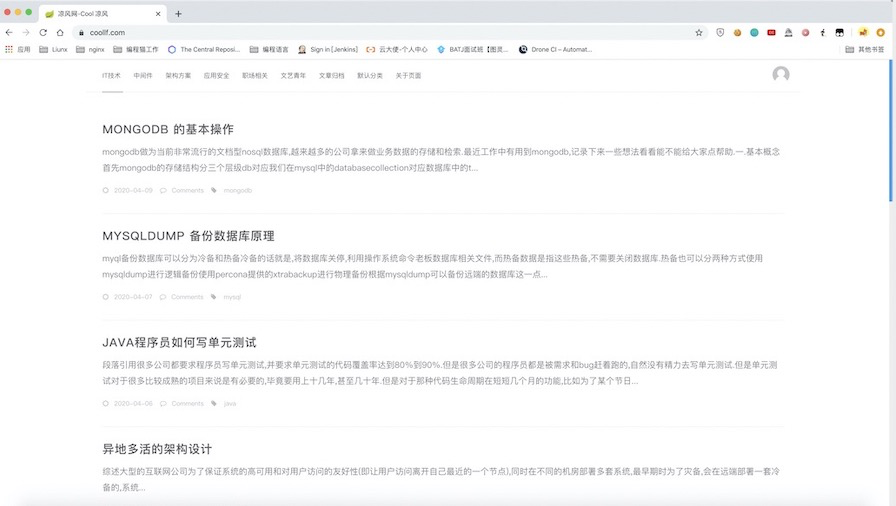 凉风网-Cool 凉风
coollf.com
应用 Liunx nginx 编程猫工作 The Central Reposi... 编程语言 Sign in [Jenkins] 云大使-个人中心 BATJ面试班【图灵... Drone CI – Automat... 其他书签
IT技术 中间件 架构方案 应用安全 职场相关 文艺青年 文章归档 默认分类 关于页面
MONGODB 的基本操作
mongodb做为当前非常流行的文档型nosql数据库,越来越多的公司拿来做业务数据的存储和检索.最近工作中有用到mongodb,记录下来一些想法看看能不能给大家点帮助.一.基本概念
首先mongodb的存储结构分三个层级db对应我们在mysql中的databasecollection对应数据库中的t...
2020-04-09 Comments mongodb
MYSQLDUMP 备份数据库原理
myql备份数据库可以分为冷备和热备冷备的话就是,将数据库关停,利用操作系统命令老板数据库相关文件,而热备数据是指这些热备,不需要关闭数据库.热备也可以分两种方式使用
mysqldump进行逻辑备份使用percona提供的xtrabackup进行物理备份根据mysqldump可以备份远端的数据库这一点...
2020-04-07 Comments mysql
JAVA程序员如何写单元测试
段落引用很多公司都要求程序员写单元测试,并要求单元测试的代码覆盖率达到80%到90%.但是很多公司的程序员都是被需求和bug赶着跑的,自然没有精力去写单元测试.但是单元测
试对于很多比较成熟的项目来说是有必要的,毕竟要用上十几年,甚至几十年.但是对于那种代码生命周期在短短几个月的功能,比如为了某个节日...
2020-04-06 Comments java
异地多活的架构设计
综述大型的互联网公司为了保证系统的高可用和对用户访问的友好性(即让用户访问离开自己最近的一个节点),同时在不同的机房部署多套系统,最早期时为了灾备,会在远端部署一套冷
备的,系统...